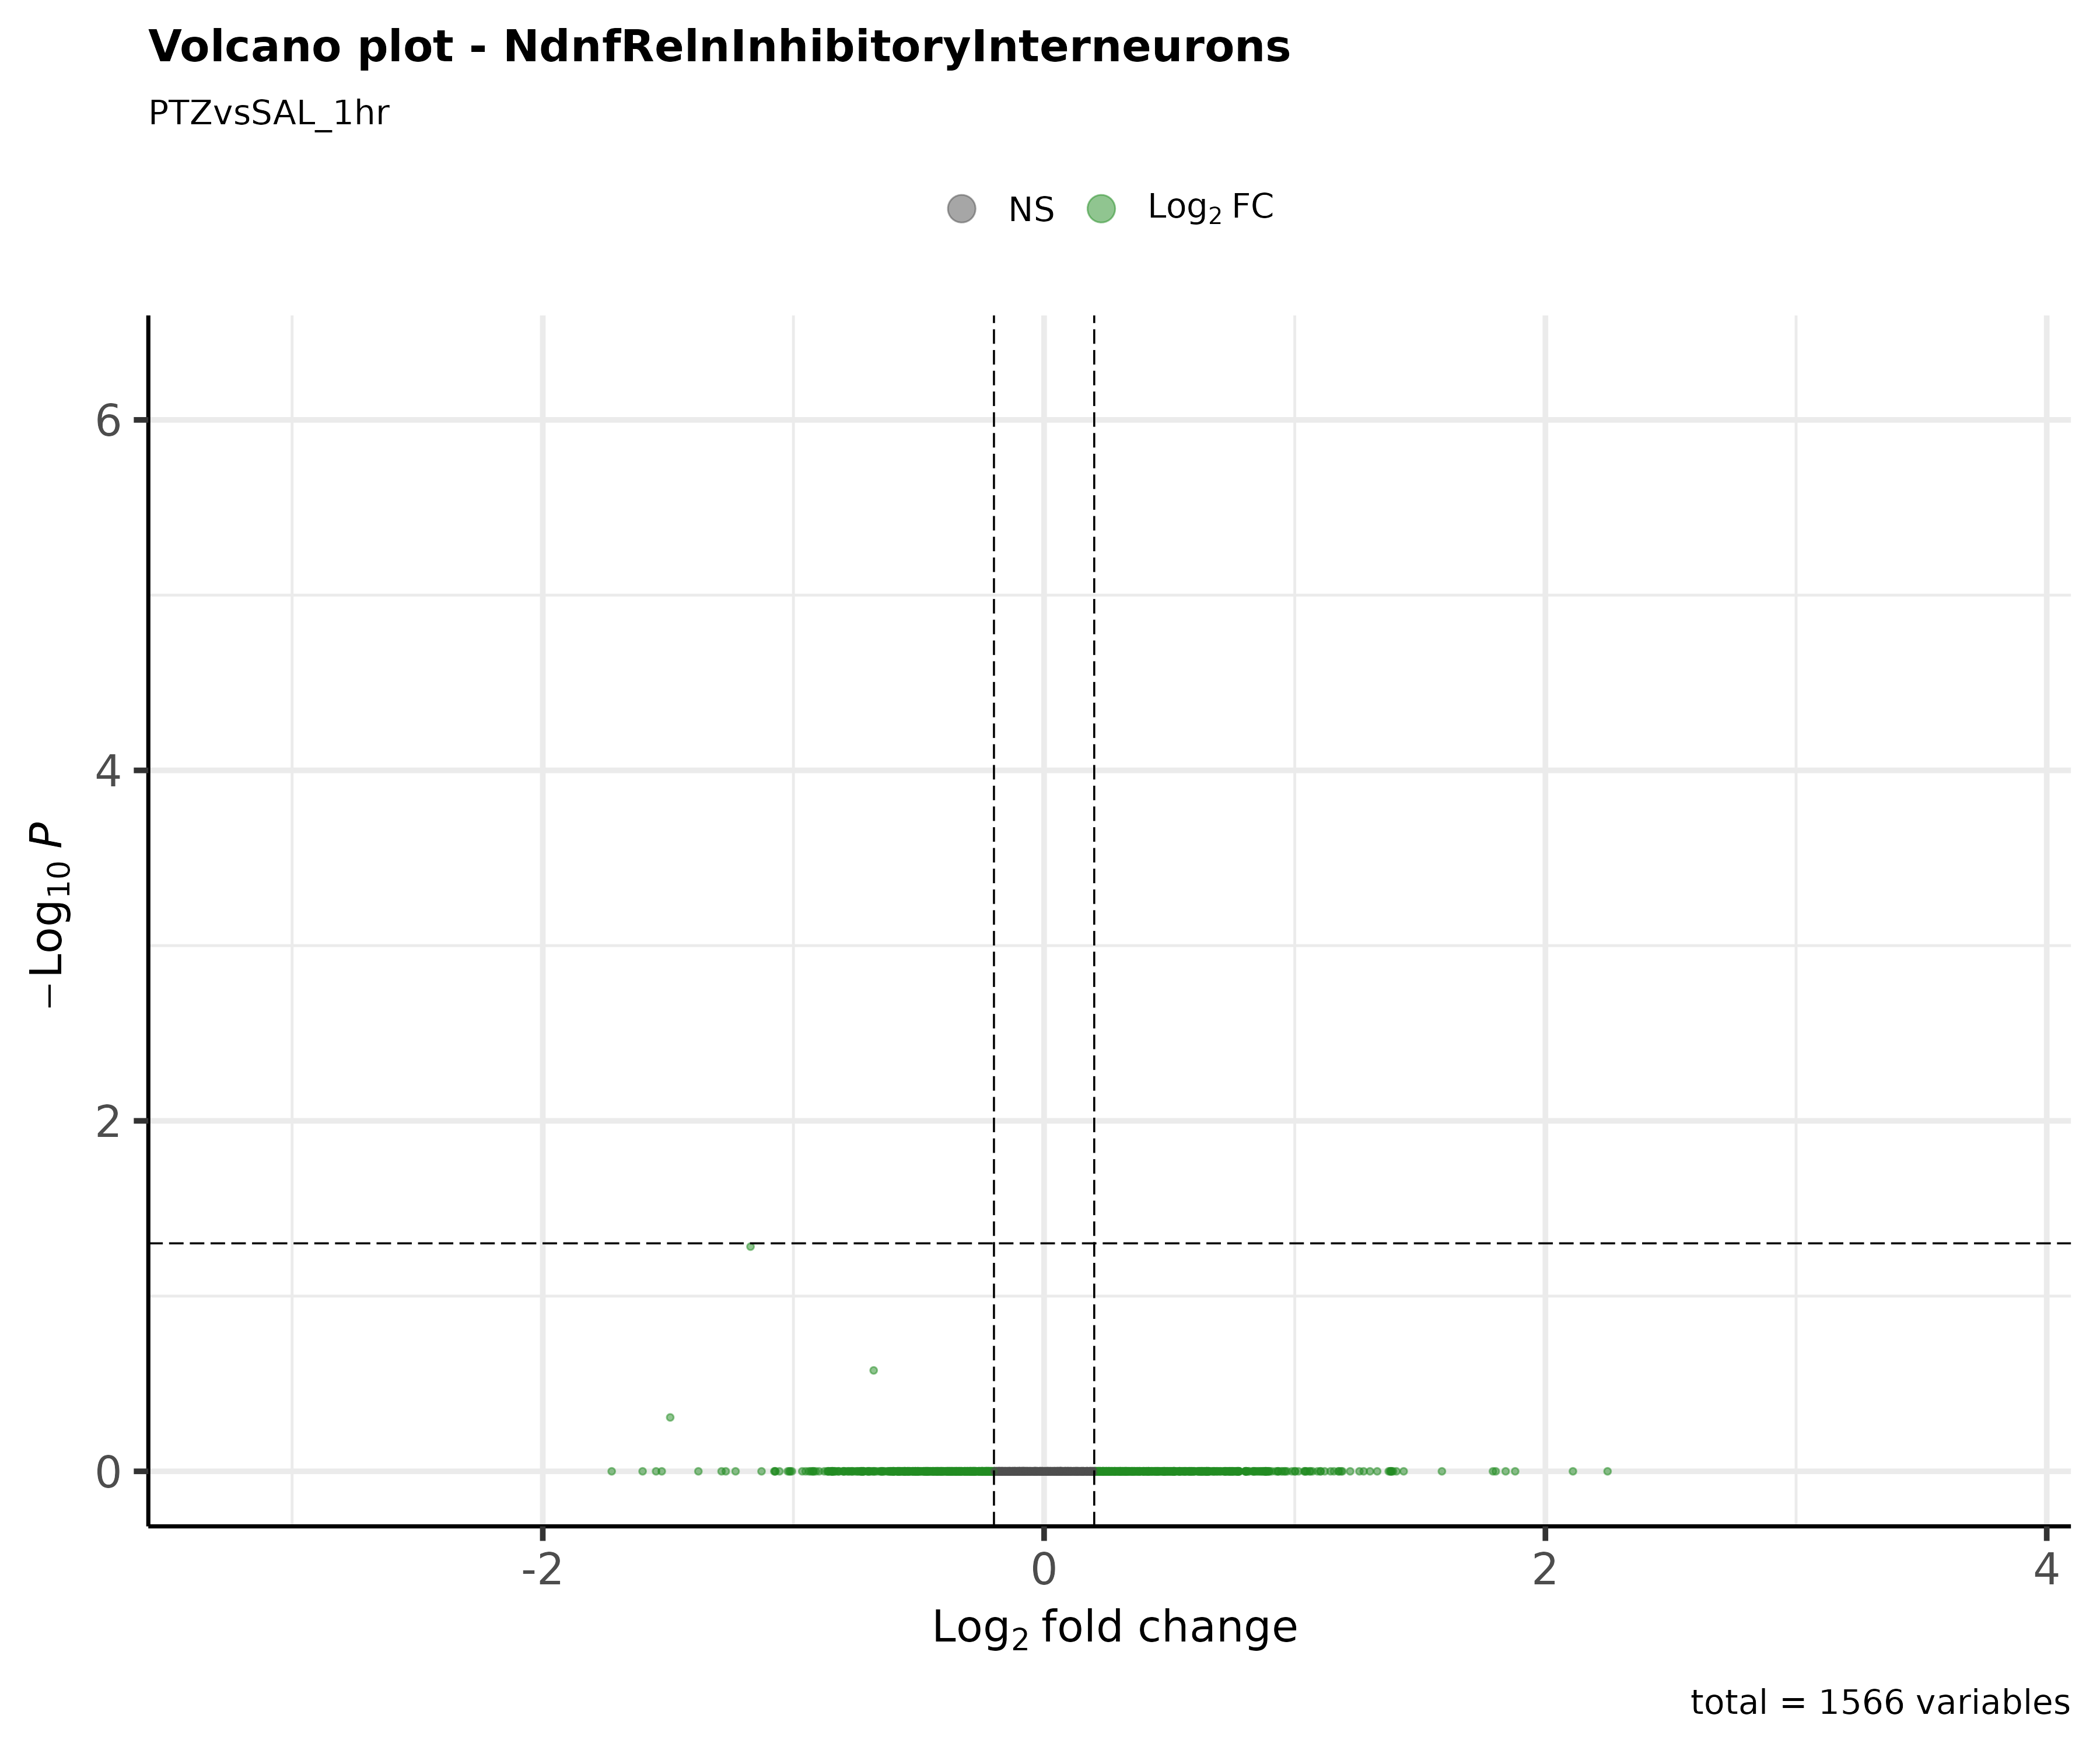 Volcano plot - NdnfRelnInhibitoryInterneurons
PTZvsSAL_1hr
NS Log₂ FC
6
4
2
0
−Log₁₀ P
-2 0 2 4
Log₂ fold change
total = 1566 variables